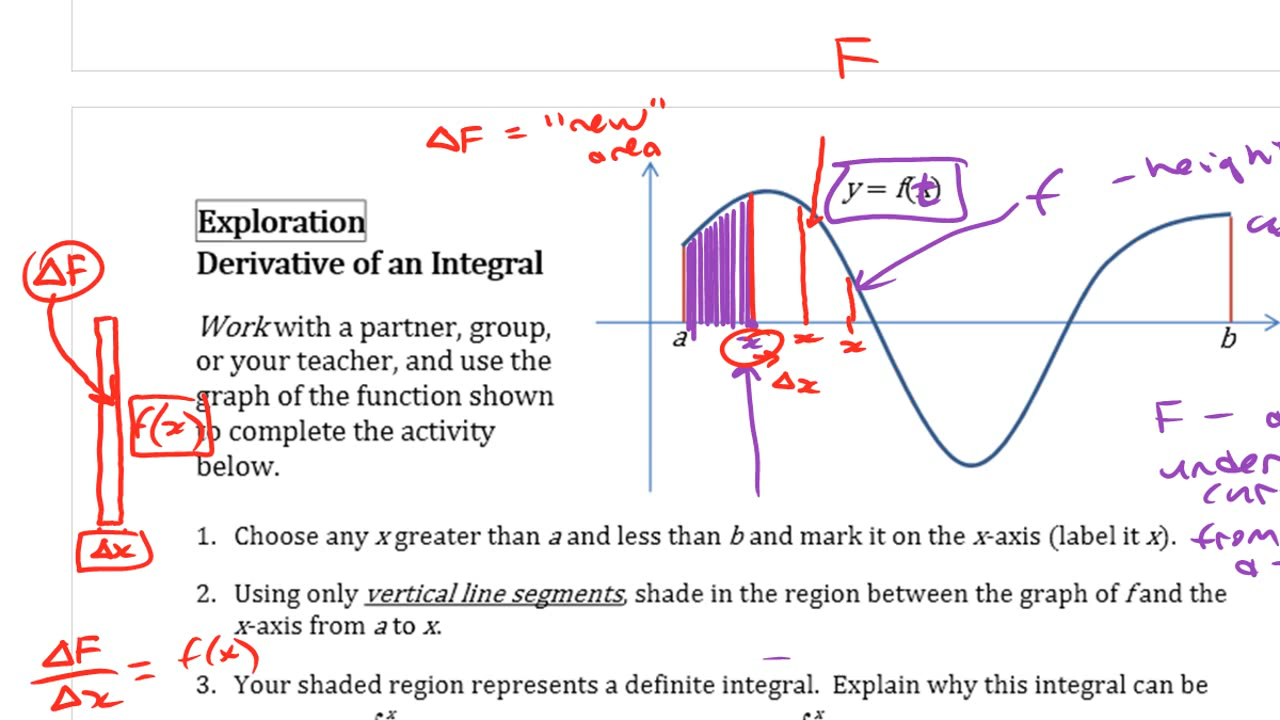 F
ΔF = "new"
area
y = f(t)
f - heigh
Exploration
Derivative of an Integral
ΔF
Work with a partner, group,
or your teacher, and use the
graph of the function shown
to complete the activity
below.
f(x)
Δx
a
x
x
x
Δx
b
F -
under
cur
from
a -
1. Choose any x greater than a and less than b and mark it on the x-axis (label it x).
2. Using only vertical line segments, shade in the region between the graph of f and the
x-axis from a to x.
ΔF/Δx = f(x)
3. Your shaded region represents a definite integral. Explain why this integral can be
x
x